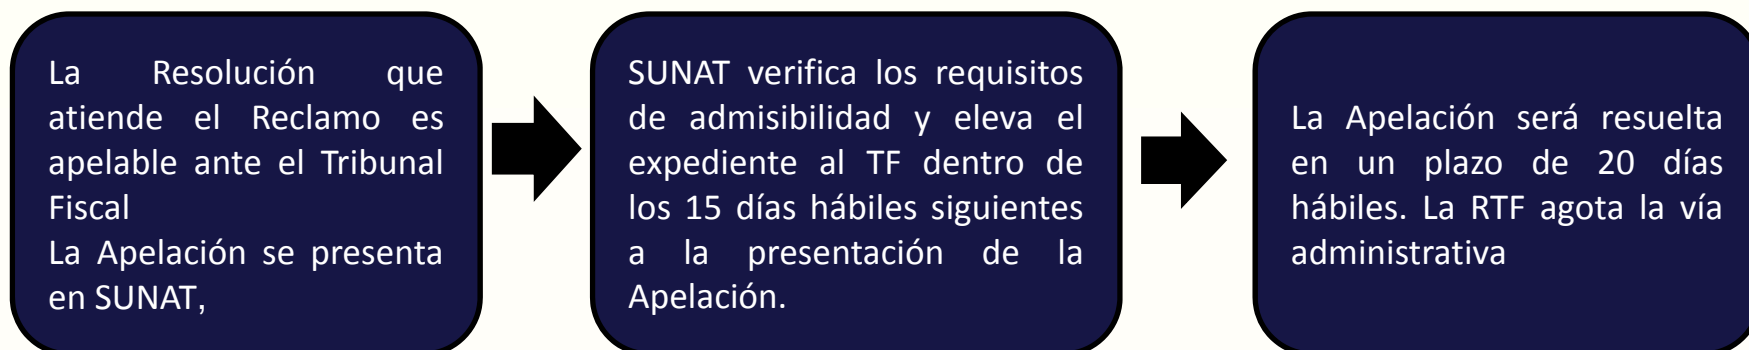 La Resolución que
atiende el Reclamo es
apelable ante el Tribunal
Fiscal
La Apelación se presenta
en SUNAT,
SUNAT verifica los requisitos
de admisibilidad y eleva el
expediente al TF dentro de
los 15 días hábiles siguientes
a la presentación de la
Apelación.
La Apelación será resuelta
en un plazo de 20 días
hábiles. La RTF agota la vía
administrativa